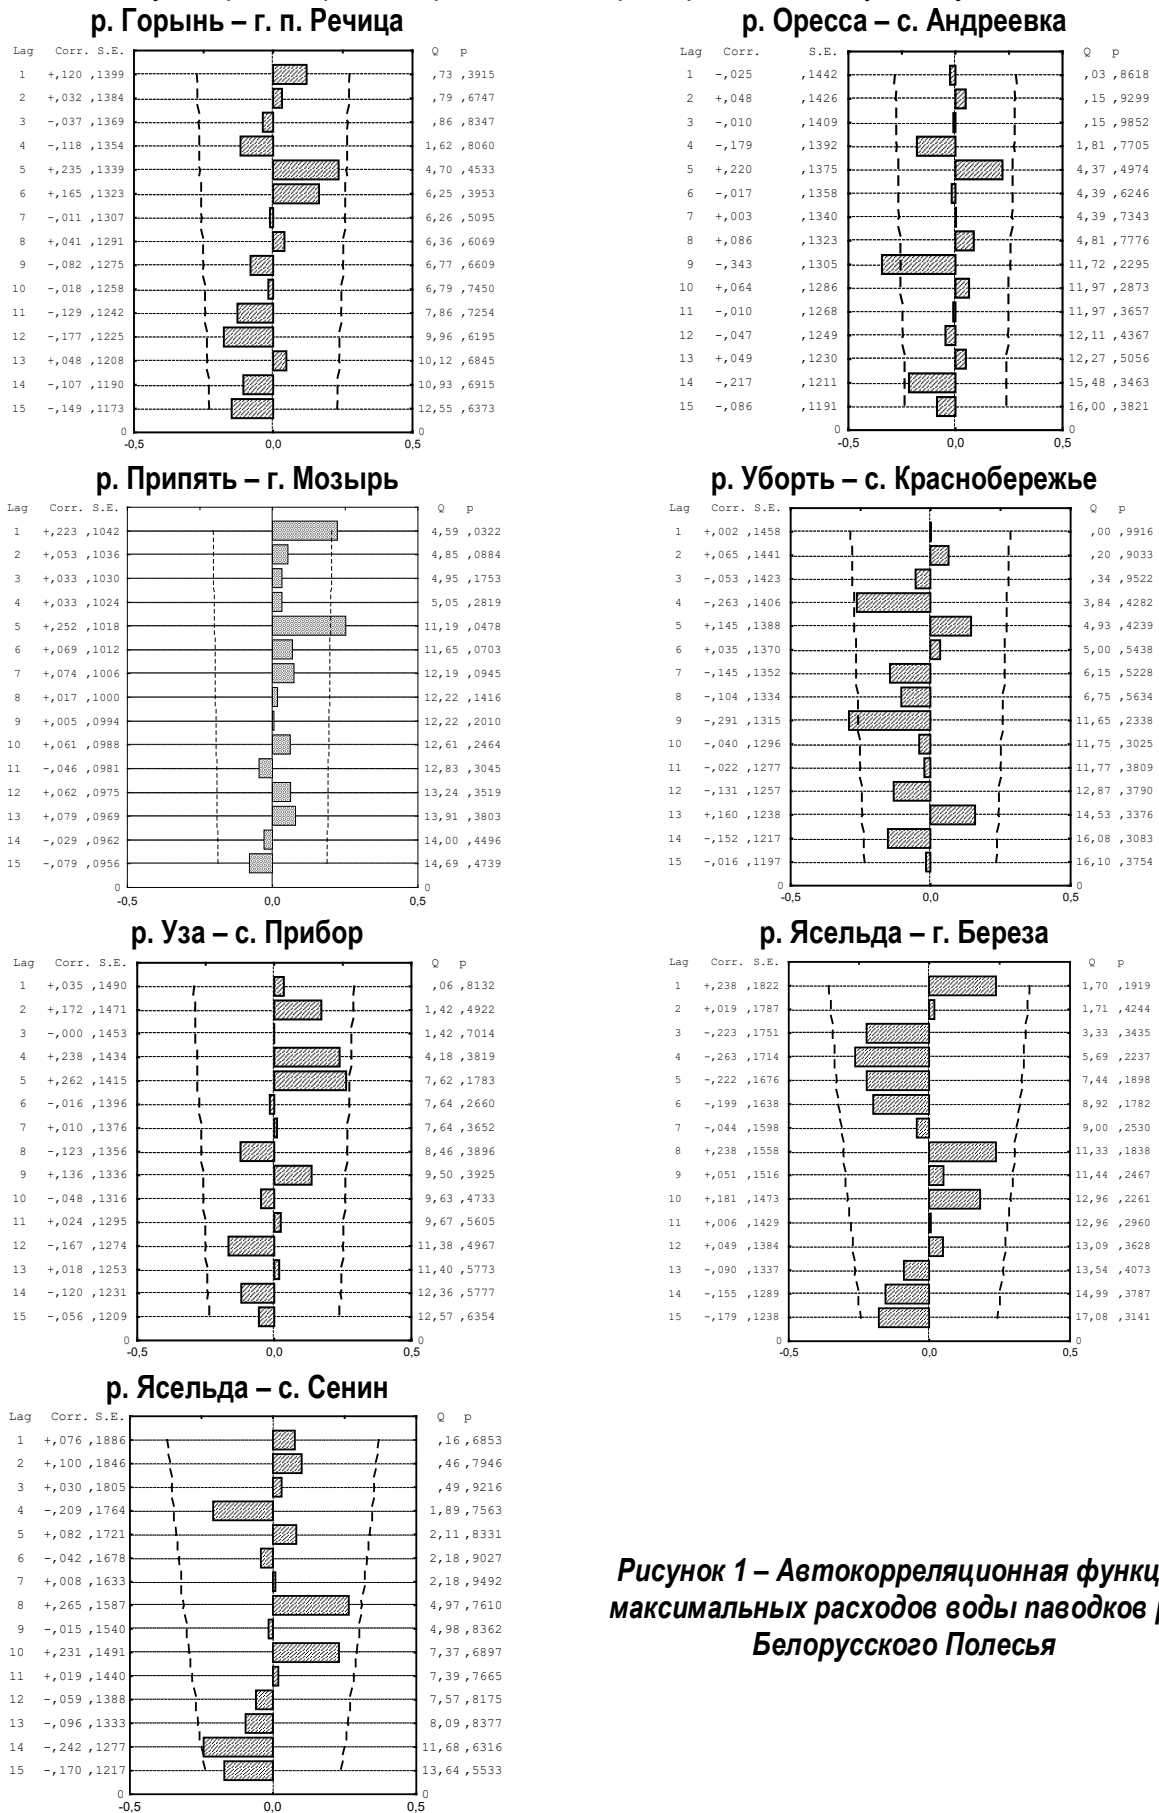 р. Горынь – г. п. Речица
Lag Corr. S.E. Q p
1 +,120 ,1399 ,73 ,3915
2 +,032 ,1384 ,79 ,6747
3 -,037 ,1369 ,86 ,8347
4 -,118 ,1354 1,62 ,8060
5 +,235 ,1339 4,70 ,4533
6 +,165 ,1323 6,25 ,3953
7 -,011 ,1307 6,26 ,5095
8 +,041 ,1291 6,36 ,6069
9 -,082 ,1275 6,77 ,6609
10 -,018 ,1258 6,79 ,7450
11 -,129 ,1242 7,86 ,7254
12 -,177 ,1225 9,96 ,6195
13 +,048 ,1208 10,12 ,6845
14 -,107 ,1190 10,93 ,6915
15 -,149 ,1173 12,55 ,6373
0 0
-0,5 0,0 0,5
р. Оресса – с. Андреевка
Lag Corr. S.E. Q p
1 -,025 ,1442 ,03 ,8618
2 +,048 ,1426 ,15 ,9299
3 -,010 ,1409 ,15 ,9852
4 -,179 ,1392 1,81 ,7705
5 +,220 ,1375 4,37 ,4974
6 -,017 ,1358 4,39 ,6246
7 +,003 ,1340 4,39 ,7343
8 +,086 ,1323 4,81 ,7776
9 -,343 ,1305 11,72 ,2295
10 +,064 ,1286 11,97 ,2873
11 -,010 ,1268 11,97 ,3657
12 -,047 ,1249 12,11 ,4367
13 +,049 ,1230 12,27 ,5056
14 -,217 ,1211 15,48 ,3463
15 -,086 ,1191 16,00 ,3821
0 0
-0,5 0,0 0,5
р. Припять – г. Мозырь
Lag Corr. S.E. Q p
1 +,223 ,1042 4,59 ,0322
2 +,053 ,1036 4,85 ,0884
3 +,033 ,1030 4,95 ,1753
4 +,033 ,1024 5,05 ,2819
5 +,252 ,1018 11,19 ,0478
6 +,069 ,1012 11,65 ,0703
7 +,074 ,1006 12,19 ,0945
8 +,017 ,1000 12,22 ,1416
9 +,005 ,0994 12,22 ,2010
10 +,061 ,0988 12,61 ,2464
11 -,046 ,0981 12,83 ,3045
12 +,062 ,0975 13,24 ,3519
13 +,079 ,0969 13,91 ,3803
14 -,029 ,0962 14,00 ,4496
15 -,079 ,0956 14,69 ,4739
0 0
-0,5 0,0 0,5
р. Уборть – с. Краснобережье
Lag Corr. S.E. Q p
1 +,002 ,1458 ,00 ,9916
2 +,065 ,1441 ,20 ,9033
3 -,053 ,1423 ,34 ,9522
4 -,263 ,1406 3,84 ,4282
5 +,145 ,1388 4,93 ,4239
6 +,035 ,1370 5,00 ,5438
7 -,145 ,1352 6,15 ,5228
8 -,104 ,1334 6,75 ,5634
9 -,291 ,1315 11,65 ,2338
10 -,040 ,1296 11,75 ,3025
11 -,022 ,1277 11,77 ,3809
12 -,131 ,1257 12,87 ,3790
13 +,160 ,1238 14,53 ,3376
14 -,152 ,1217 16,08 ,3083
15 -,016 ,1197 16,10 ,3754
0 0
-0,5 0,0 0,5
р. Уза – с. Прибор
Lag Corr. S.E. Q p
1 +,035 ,1490 ,06 ,8132
2 +,172 ,1471 1,42 ,4922
3 -,000 ,1453 1,42 ,7014
4 +,238 ,1434 4,18 ,3819
5 +,262 ,1415 7,62 ,1783
6 -,016 ,1396 7,64 ,2660
7 +,010 ,1376 7,64 ,3652
8 -,123 ,1356 8,46 ,3896
9 +,136 ,1336 9,50 ,3925
10 -,048 ,1316 9,63 ,4733
11 +,024 ,1295 9,67 ,5605
12 -,167 ,1274 11,38 ,4967
13 +,018 ,1253 11,40 ,5773
14 -,120 ,1231 12,36 ,5777
15 -,056 ,1209 12,57 ,6354
0 0
-0,5 0,0 0,5
р. Ясельда – г. Береза
Lag Corr. S.E. Q p
1 +,238 ,1822 1,70 ,1919
2 +,019 ,1787 1,71 ,4244
3 -,223 ,1751 3,33 ,3435
4 -,263 ,1714 5,69 ,2237
5 -,222 ,1676 7,44 ,1898
6 -,199 ,1638 8,92 ,1782
7 -,044 ,1598 9,00 ,2530
8 +,238 ,1558 11,33 ,1838
9 +,051 ,1516 11,44 ,2467
10 +,181 ,1473 12,96 ,2261
11 +,006 ,1429 12,96 ,2960
12 +,049 ,1384 13,09 ,3628
13 -,090 ,1337 13,54 ,4073
14 -,155 ,1289 14,99 ,3787
15 -,179 ,1238 17,08 ,3141
0 0
-0,5 0,0 0,5
р. Ясельда – с. Сенин
Lag Corr. S.E. Q p
1 +,076 ,1886 ,16 ,6853
2 +,100 ,1846 ,46 ,7946
3 +,030 ,1805 ,49 ,9216
4 -,209 ,1764 1,89 ,7563
5 +,082 ,1721 2,11 ,8331
6 -,042 ,1678 2,18 ,9027
7 +,008 ,1633 2,18 ,9492
8 +,265 ,1587 4,97 ,7610
9 -,015 ,1540 4,98 ,8362
10 +,231 ,1491 7,37 ,6897
11 +,019 ,1440 7,39 ,7665
12 -,059 ,1388 7,57 ,8175
13 -,096 ,1333 8,09 ,8377
14 -,242 ,1277 11,68 ,6316
15 -,170 ,1217 13,64 ,5533
0 0
-0,5 0,0 0,5
Рисунок 1 – Автокорреляционная функц
максимальных расходов воды паводков р
Белорусского Полесья